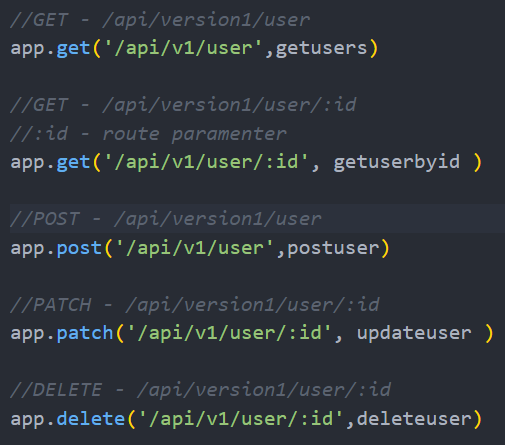 //GET - /api/version1/user
app.get('/api/v1/user',getusers)
//GET - /api/version1/user/:id
//:id - route paramenter
app.get('/api/v1/user/:id', getuserbyid )
//POST - /api/version1/user
app.post('/api/v1/user',postuser)
//PATCH - /api/version1/user/:id
app.patch('/api/v1/user/:id', updateuser )
//DELETE - /api/version1/user/:id
app.delete('/api/v1/user/:id',deleteuser)